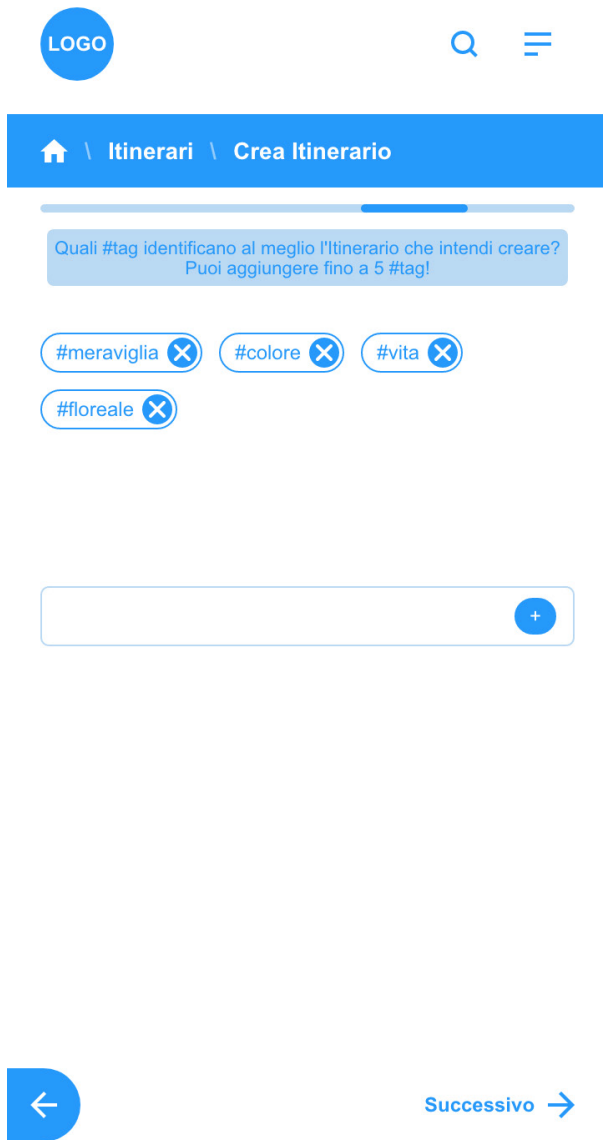 LOGO
\ Itinerari \ Crea Itinerario
Quali #tag identificano al meglio l'Itinerario che intendi creare?
Puoi aggiungere fino a 5 #tag!
#meraviglia #colore #vita
#floreale
+
Successivo